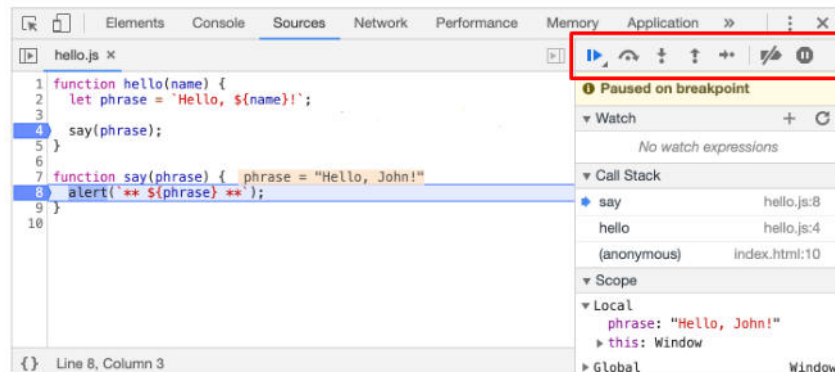 Elements Console Sources Network Performance Memory Application »
hello.js ×
1 function hello(name) {
2 let phrase = `Hello, ${name}!`;
3
4 say(phrase);
5 }
6
7 function say(phrase) { phrase = "Hello, John!"
8 alert(`** ${phrase} **`);
9 }
10
{} Line 8, Column 3
Paused on breakpoint
Watch
No watch expressions
Call Stack
say hello.js:8
hello hello.js:4
(anonymous) index.html:10
Scope
Local
phrase: "Hello, John!"
this: Window
Global Window